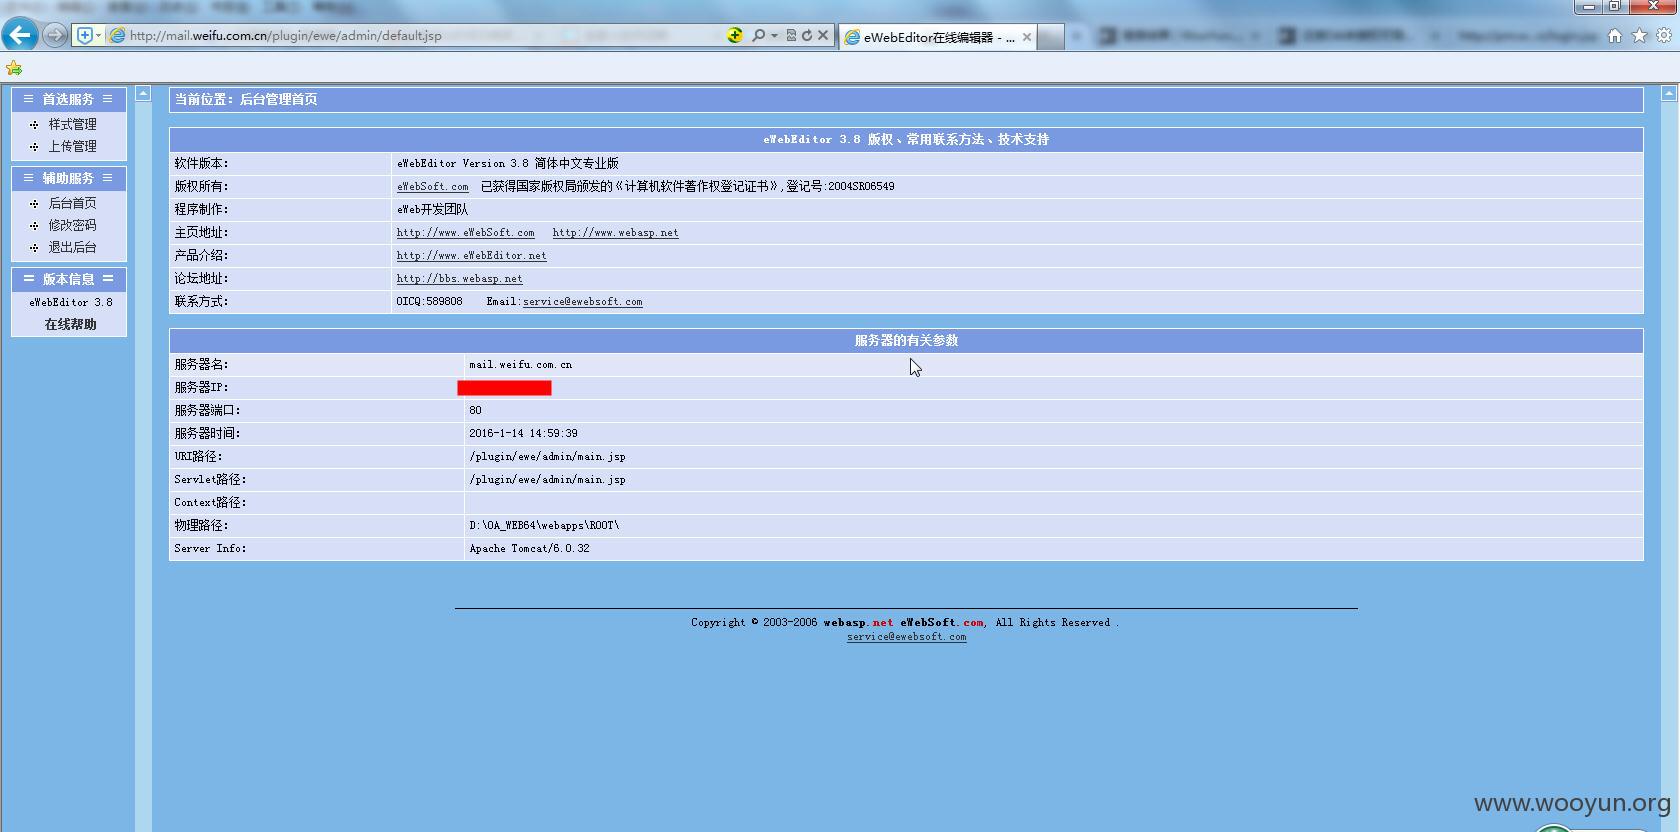 http://mail.weifu.com.cn/plugin/ewe/admin/default.jsp
eWebEditor在线编辑器 - ...
首选服务
样式管理
上传管理
辅助服务
后台首页
修改密码
退出后台
版本信息
eWebEditor 3.8
在线帮助
当前位置：后台管理首页
eWebEditor 3.8 版权、常用联系方法、技术支持
软件版本： eWebEditor Version 3.8 简体中文专业版
版权所有： eWebSoft.com 已获得国家版权局颁发的《计算机软件著作权登记证书》,登记号:2004SR06549
程序制作： eWeb开发团队
主页地址： http://www.eWebSoft.com http://www.webasp.net
产品介绍： http://www.eWebEditor.net
论坛地址： http://bbs.webasp.net
联系方式： OICQ:589808 Email:service@ewebsoft.com
服务器的有关参数
服务器名： mail.weifu.com.cn
服务器IP：
服务器端口： 80
服务器时间： 2016-1-14 14:59:39
URI路径： /plugin/ewe/admin/main.jsp
Servlet路径： /plugin/ewe/admin/main.jsp
Context路径：
物理路径： D:\OA_WEB64\webapps\ROOT\
Server Info： Apache Tomcat/6.0.32
Copyright © 2003-2006 webasp.net eWebSoft.com, All Rights Reserved .
service@ewebsoft.com
www.wooyun.org